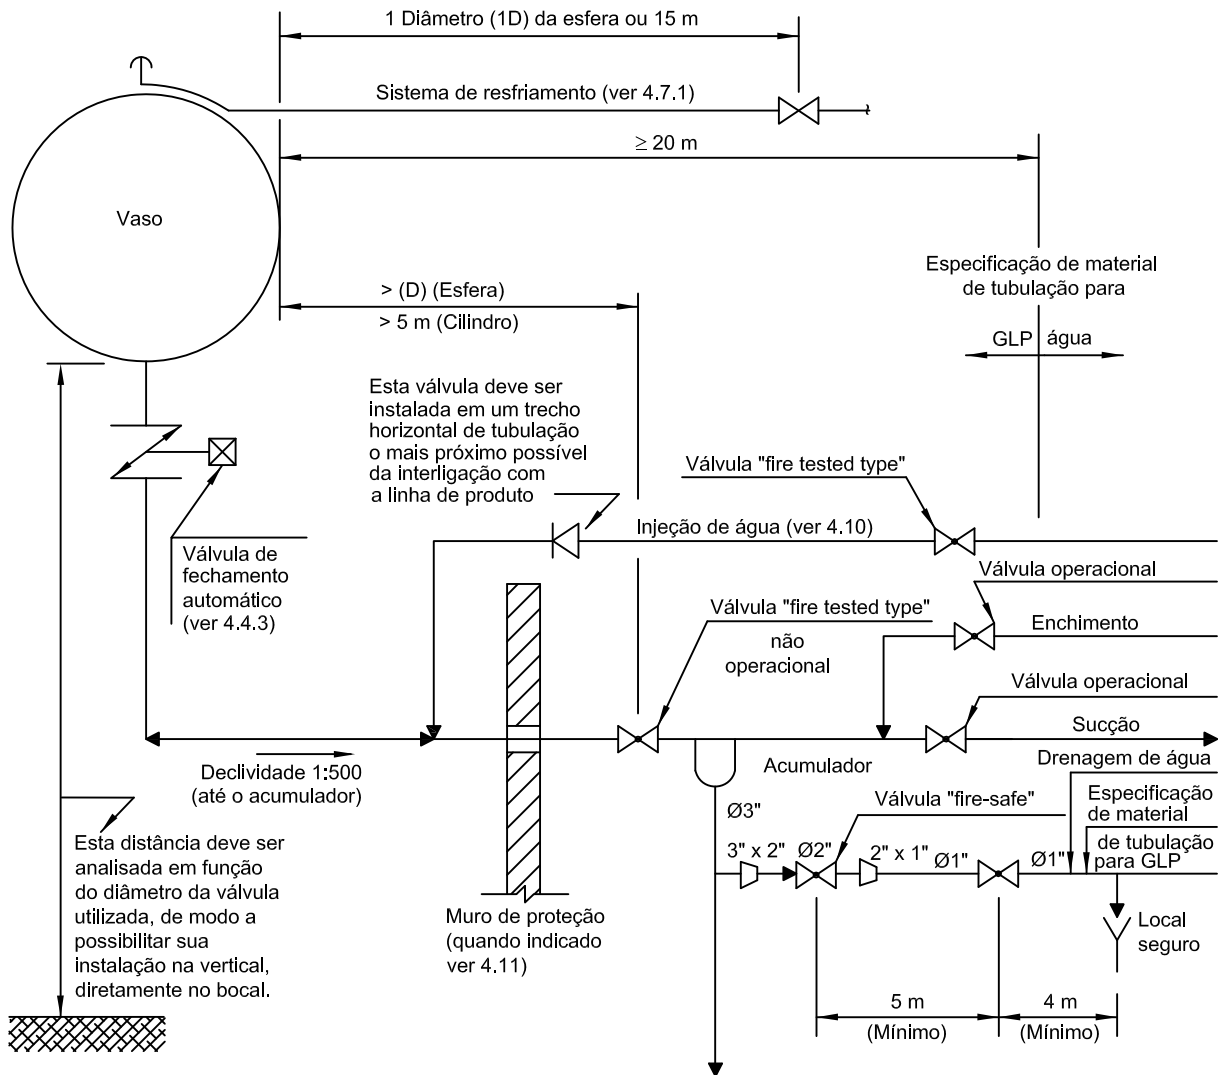 1 Diâmetro (1D) da esfera ou 15 m
Sistema de resfriamento (ver 4.7.1)
≥ 20 m
Vaso
Especificação de material
de tubulação para
GLP
água
> (D) (Esfera)
> 5 m (Cilindro)
Esta válvula deve ser
instalada em um trecho
horizontal de tubulação
o mais próximo possível
da interligação com
a linha de produto
Válvula "fire tested type"
Injeção de água (ver 4.10)
Válvula de
fechamento
automático
(ver 4.4.3)
Válvula operacional
Enchimento
Válvula "fire tested type"
não
operacional
Válvula operacional
Sucção
Declividade 1:500
(até o acumulador)
Acumulador
Drenagem de água
Especificação
de material
de tubulação
para GLP
Válvula "fire-safe"
Ø3"
3" x 2"
Ø2"
2" x 1"
Ø1"
Ø1"
Esta distância deve ser
analisada em função
do diâmetro da válvula
utilizada, de modo a
possibilitar sua
instalação na vertical,
diretamente no bocal.
Muro de proteção
(quando indicado
ver 4.11)
Local
seguro
5 m
(Mínimo)
4 m
(Mínimo)